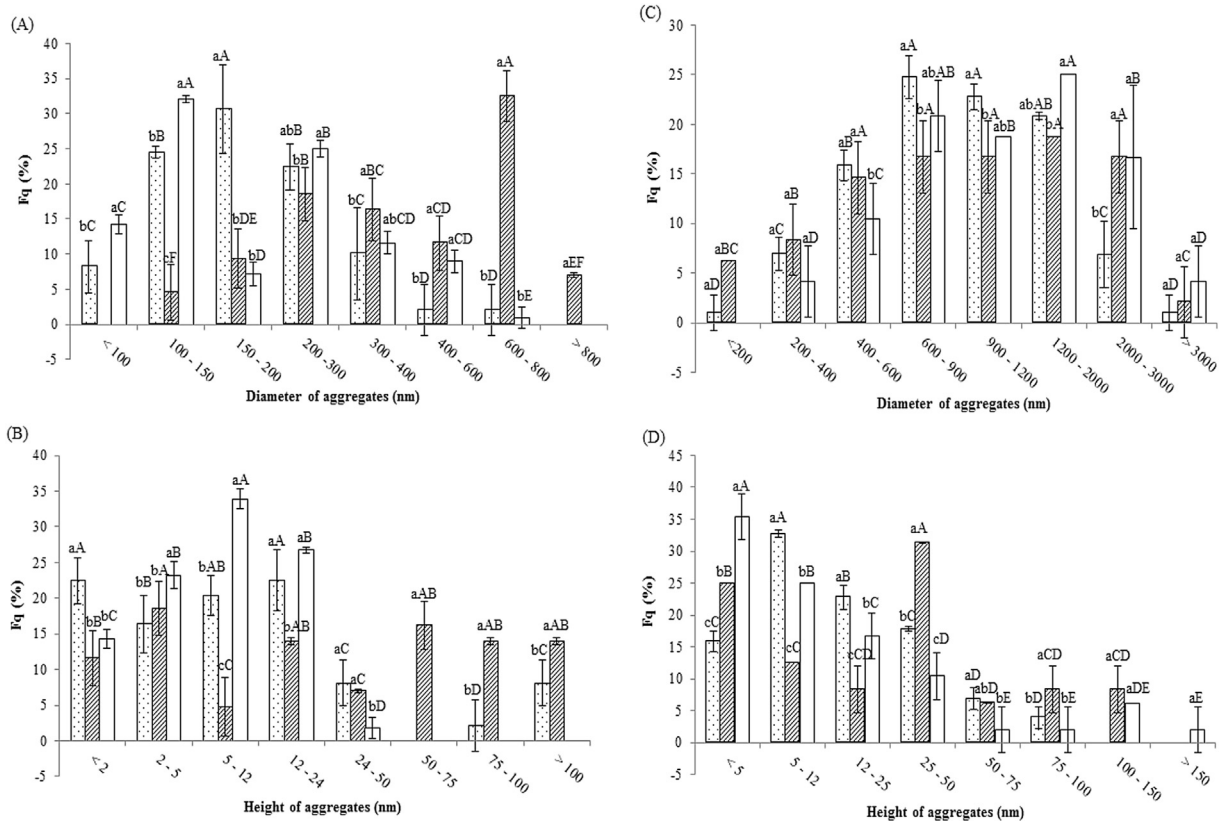 (A)
Fq (%)
40
35
30
25
20
15
10
5
0
-5
bC
aC
bB
cF
aA
aA
bDE
bD
abB
bB
aB
bC
aBC
abCD
bD
aCD
aCD
bD
aA
bE
aEF
< 100
100 - 150
150 - 200
200 -300
300 - 400
400 - 600
600 - 800
> 800
Diameter of aggregates (nm)
(B)
Fq (%)
40
35
30
25
20
15
10
5
0
-5
aA
bB
bC
bB
bA
aB
bAB
cC
aA
aA
bAB
aB
aC
aC
bD
aAB
bD
aAB
bC
aAB
< 2
2 - 5
5 - 12
12 - 24
24 - 50
50 - 75
75 - 100
> 100
Height of aggregates (nm)
(C)
Fq (%)
30
25
20
15
10
5
0
-5
aD
aBC
aC
aB
aD
aB
aA
bC
aA
bA
abAB
aA
bA
abB
abAB
bA
aA
bC
aA
aB
aD
aC
aD
<200
200 - 400
400 - 600
600 - 900
900 - 1200
1200 - 2000
2000 - 3000
> 3000
Diameter of aggregates (nm)
(D)
Fq (%)
45
40
35
30
25
20
15
10
5
0
-5
cC
bB
aA
aA
cC
bB
aB
cCD
bC
bC
aA
cD
aD
abD
bE
bD
aCD
bE
aCD
aDE
aE
< 5
5 - 12
12 - 25
25 - 50
50 - 75
75 - 100
100 - 150
> 150
Height of aggregates (nm)